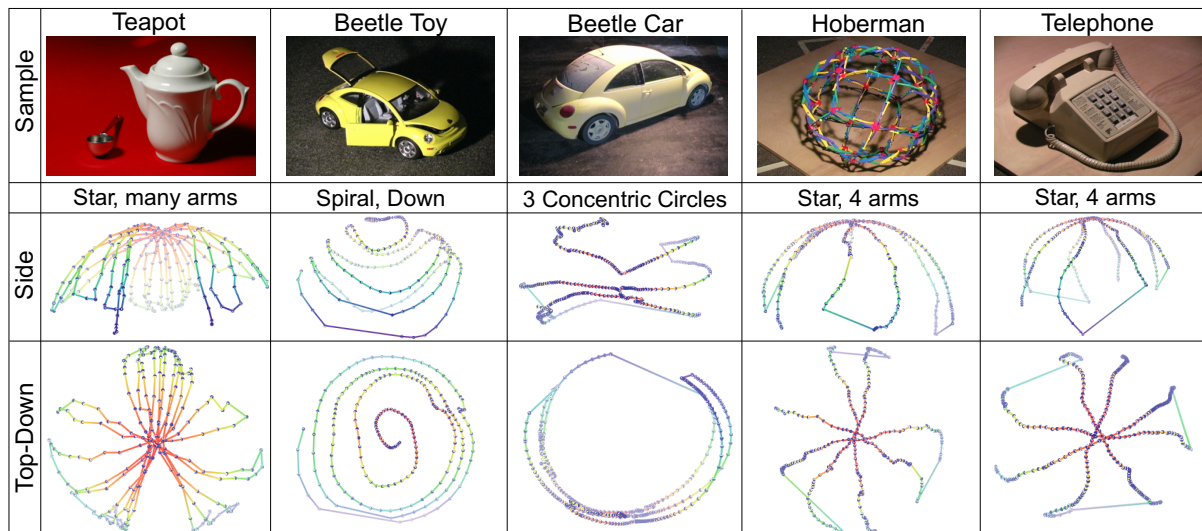 Teapot Beetle Toy Beetle Car Hoberman Telephone
Sample
Star, many arms Spiral, Down 3 Concentric Circles Star, 4 arms Star, 4 arms
Side
Top-Down